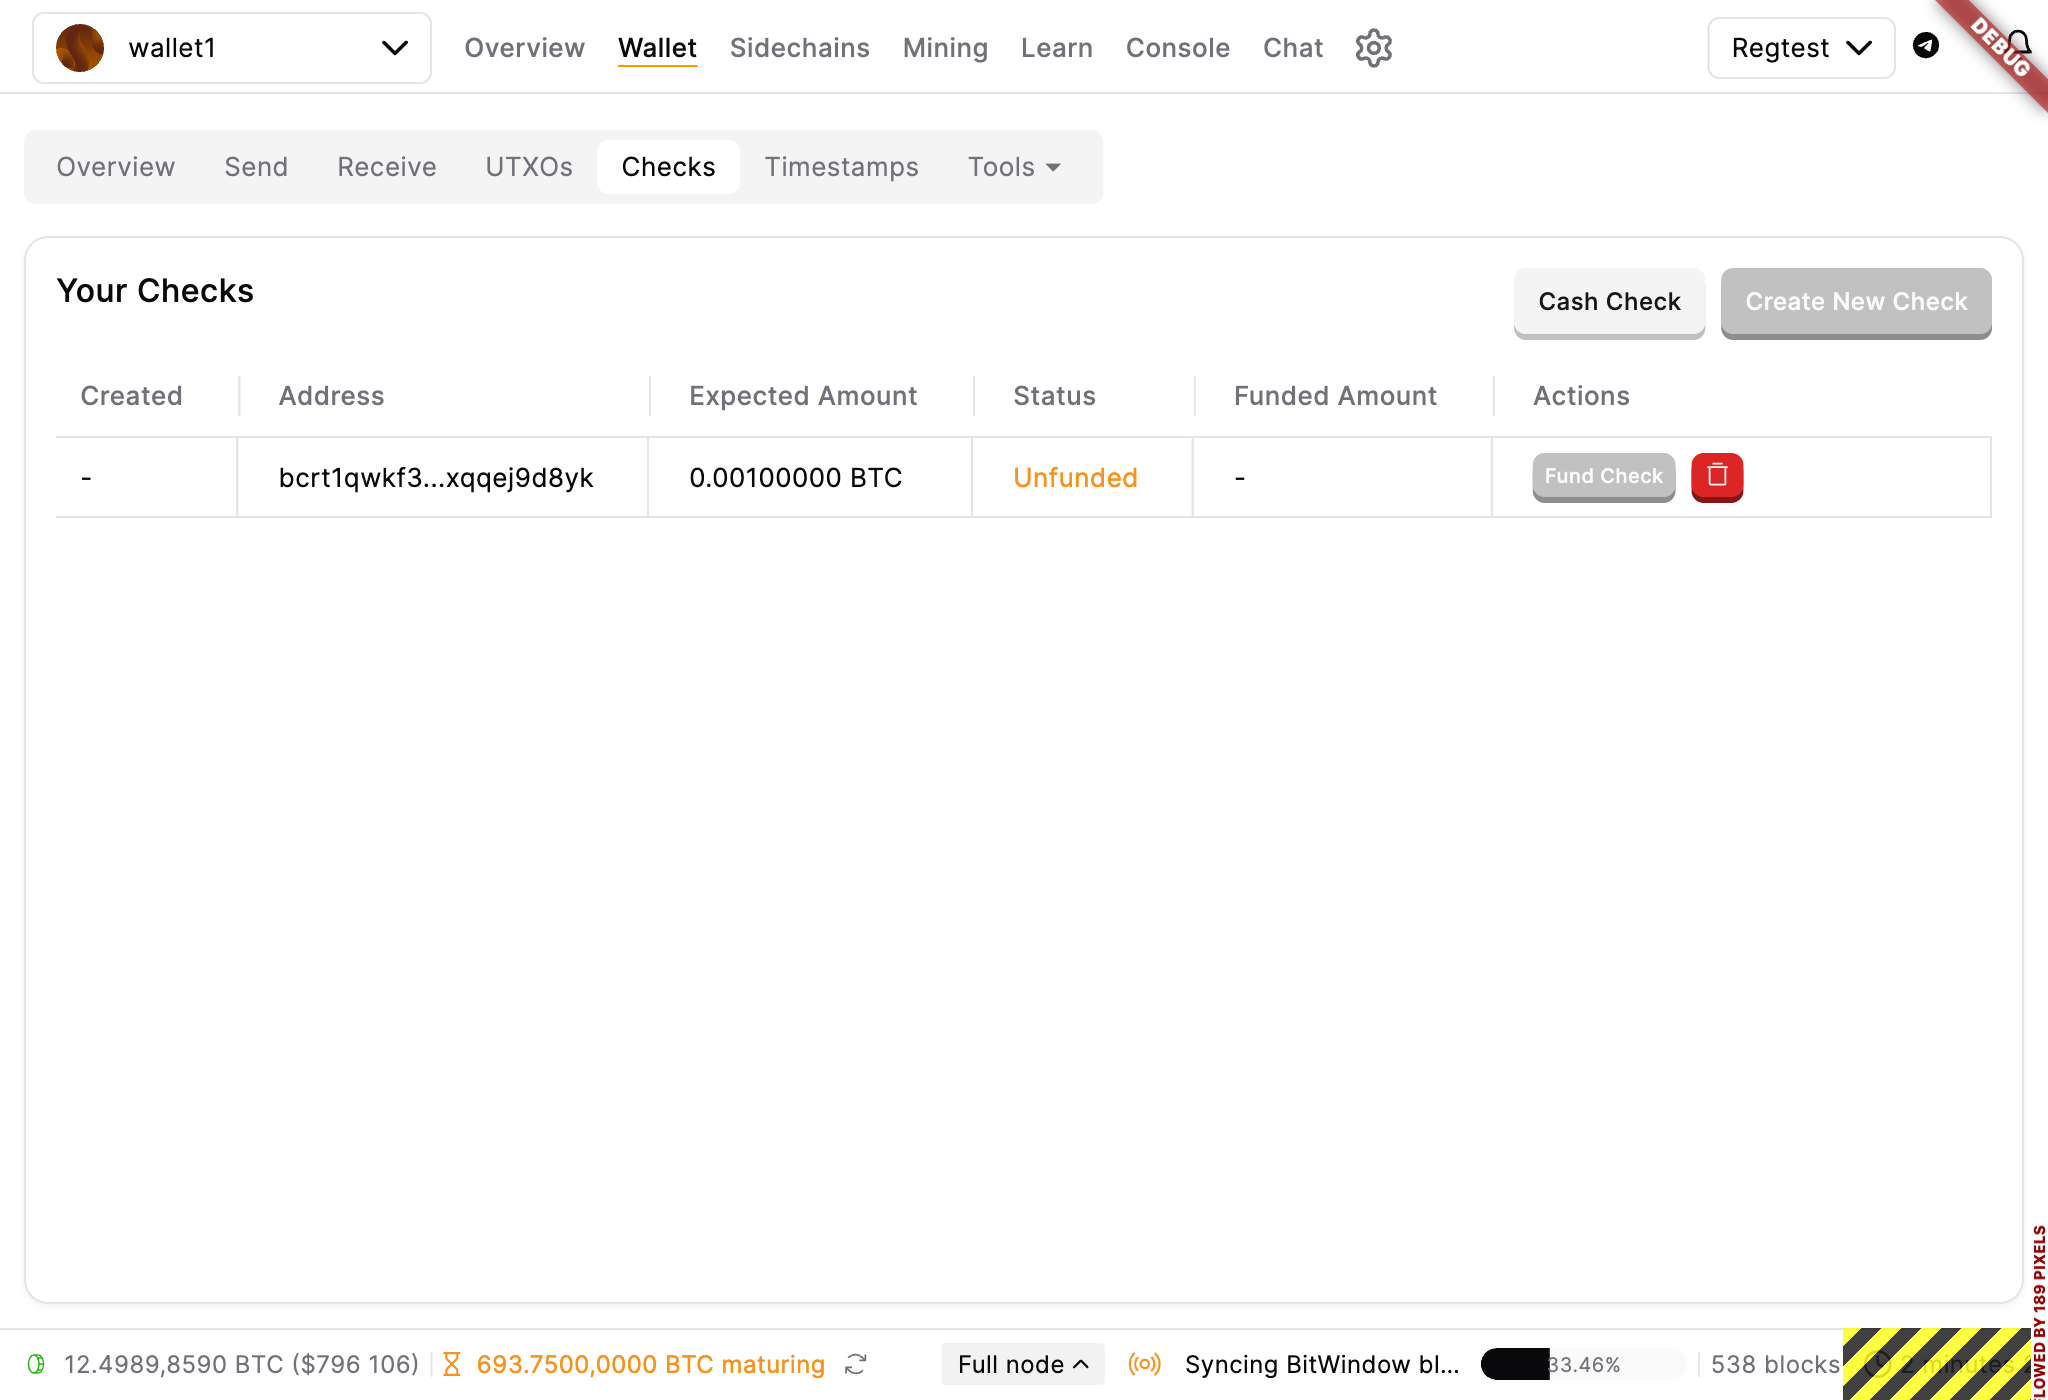 wallet1
Overview Wallet Sidechains Mining Learn Console Chat
Regtest
DEBUG
Overview Send Receive UTXOs Checks Timestamps Tools
Your Checks
Cash Check Create New Check
Created Address Expected Amount Status Funded Amount Actions
- bcrt1qwkf3...xqqej9d8yk 0.00100000 BTC Unfunded - Fund Check
12.4989,8590 BTC ($796 106) 693.7500,0000 BTC maturing Full node Syncing BitWindow bl... 33.46% 538 blocks 2 minutes
BY 189 PIXELS